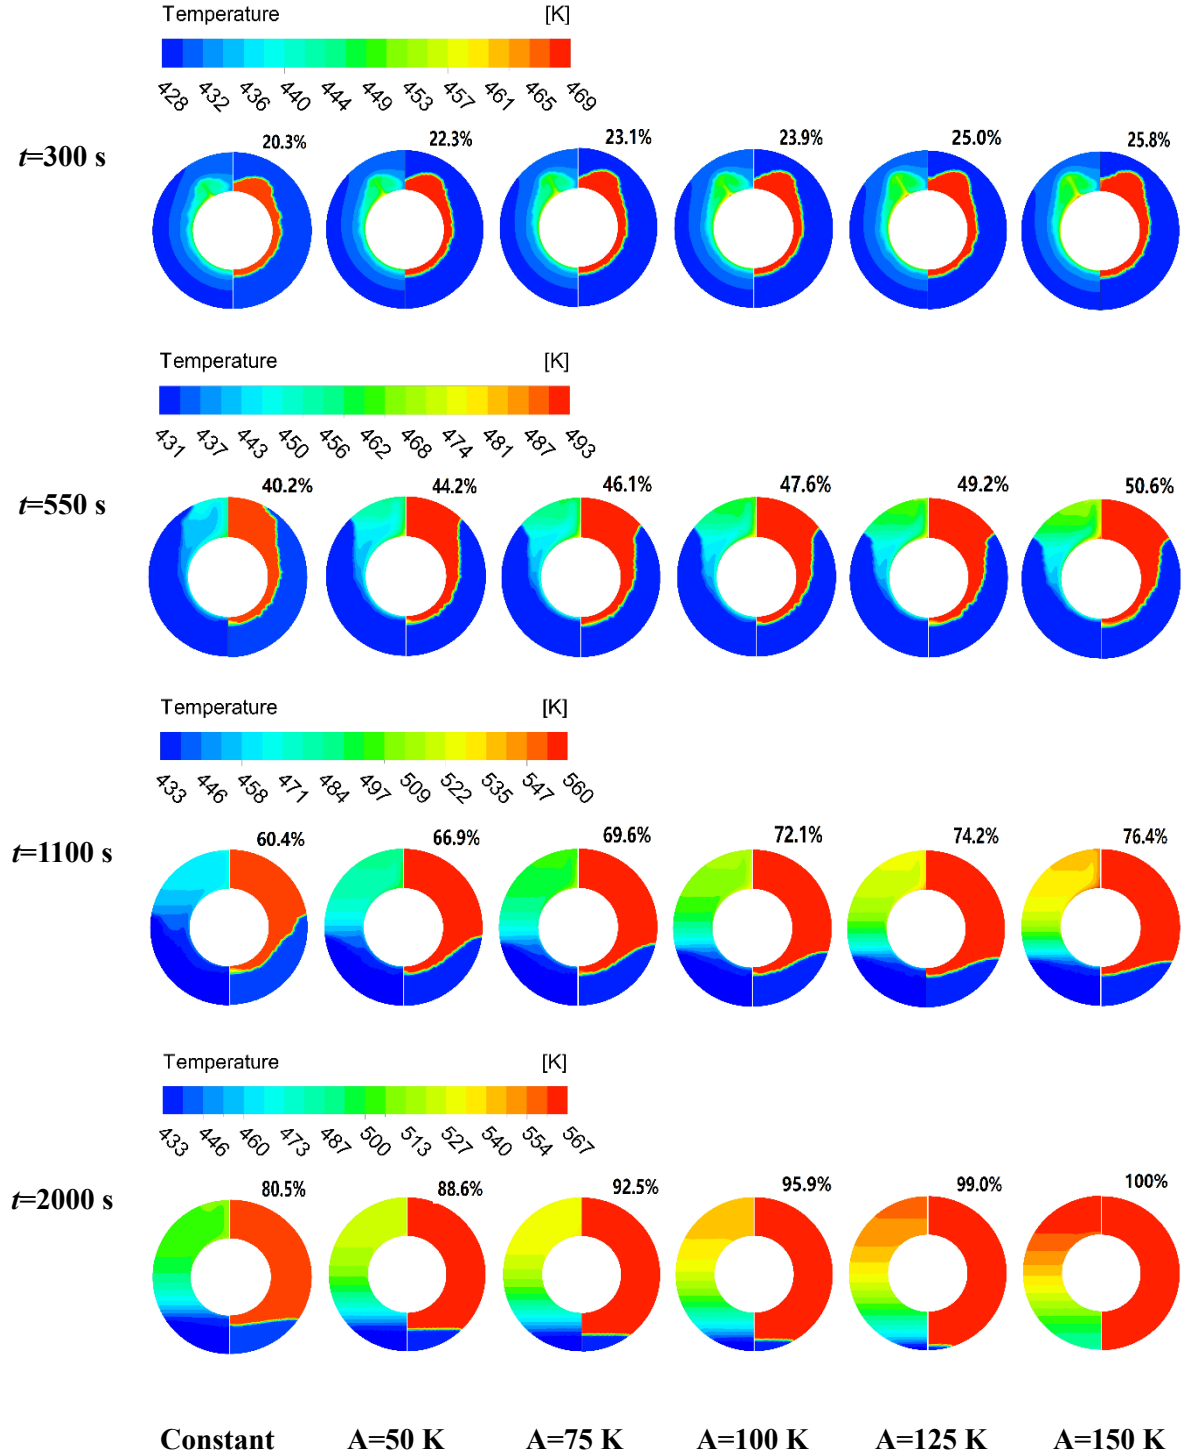 Temperature [K]
428 432 436 440 444 449 453 457 461 465 469
t=300 s
20.3% 22.3% 23.1% 23.9% 25.0% 25.8%
Temperature [K]
431 437 443 450 456 462 468 474 481 487 493
t=550 s
40.2% 44.2% 46.1% 47.6% 49.2% 50.6%
Temperature [K]
433 446 458 471 484 497 509 522 535 547 560
t=1100 s
60.4% 66.9% 69.6% 72.1% 74.2% 76.4%
Temperature [K]
433 446 460 473 487 500 513 527 540 554 567
t=2000 s
80.5% 88.6% 92.5% 95.9% 99.0% 100%
Constant A=50 K A=75 K A=100 K A=125 K A=150 K